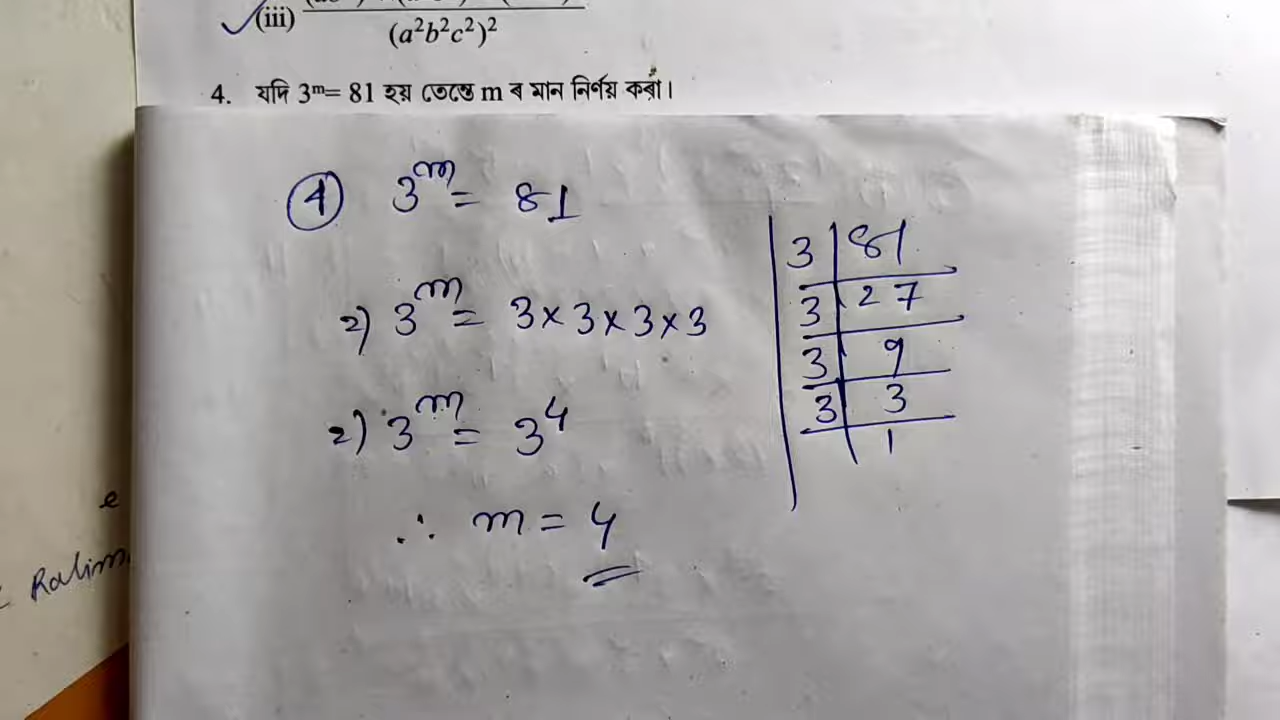 (iii)
(a²b²c²)²
4. যদি 3ᵐ= 81 হয় তেন্তে m ৰ মান নিৰ্ণয় কৰা।
④ 3ᵐ = 81
⇒) 3ᵐ = 3×3×3×3
⇒) 3ᵐ = 3⁴
∴ m = 4
3 | 81
3 | 27
3 | 9
3 | 3
1
e